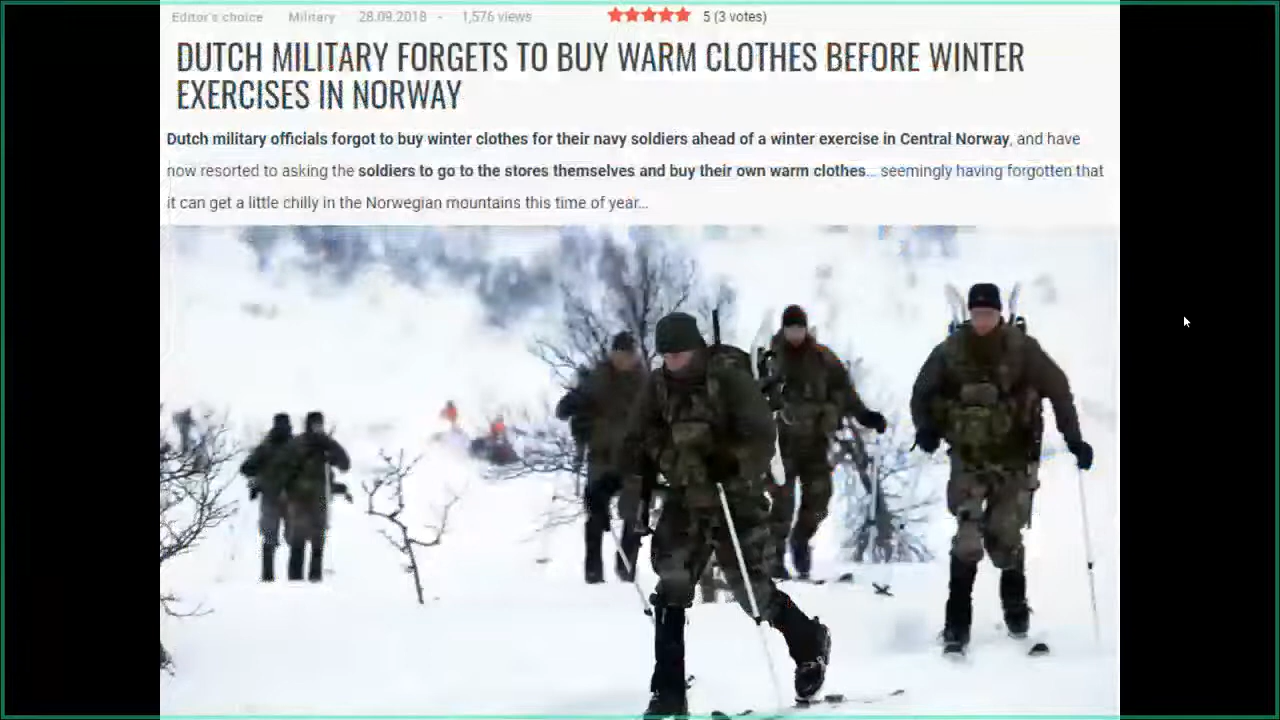 Editor's choice Military 28.09.2018 - 1,576 views 5 (3 votes)
DUTCH MILITARY FORGETS TO BUY WARM CLOTHES BEFORE WINTER
EXERCISES IN NORWAY
Dutch military officials forgot to buy winter clothes for their navy soldiers ahead of a winter exercise in Central Norway, and have
now resorted to asking the soldiers to go to the stores themselves and buy their own warm clothes... seemingly having forgotten that
it can get a little chilly in the Norwegian mountains this time of year...